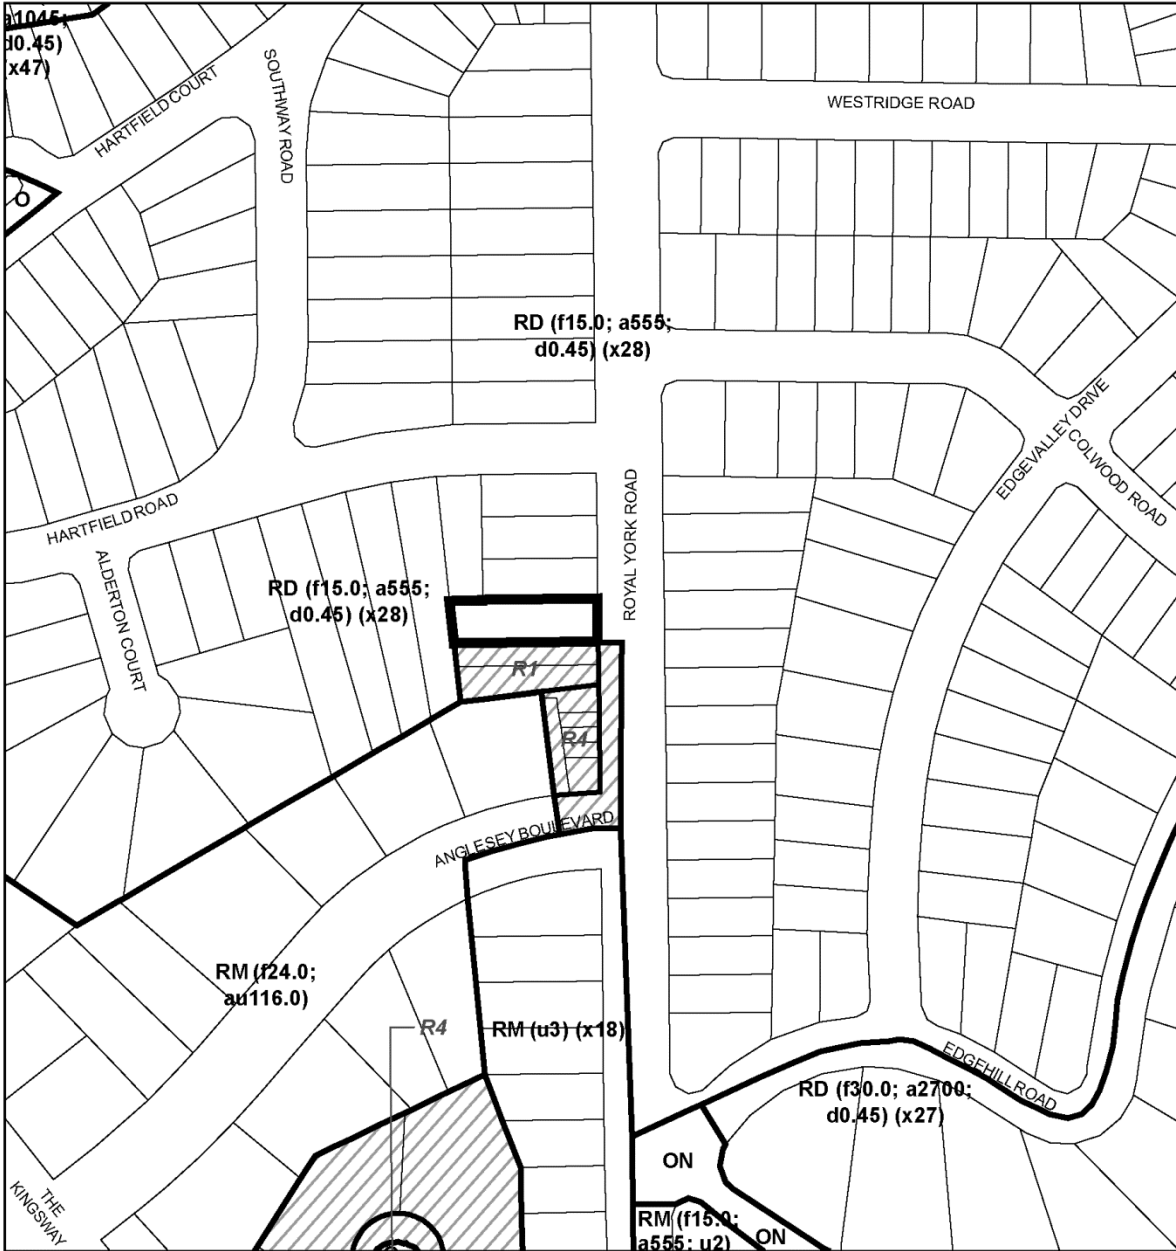 a1045;
d0.45)
(x47)
HARTFIELD COURT
SOUTHWAY ROAD
WESTRIDGE ROAD
O
RD (f15.0; a555;
d0.45) (x28)
EDGEVALLEY DRIVE
COLWOOD ROAD
HARTFIELD ROAD
ROYAL YORK ROAD
ALDERTON COURT
RD (f15.0; a555;
d0.45) (x28)
R1
R4
ANGLESEY BOULEVARD
RM (f24.0;
au116.0)
R4
RM (u3) (x18)
EDGEHILL ROAD
RD (f30.0; a2700;
d0.45) (x27)
ON
THE
KINGSWAY
RM (f15.0;
a555; u2)
ON